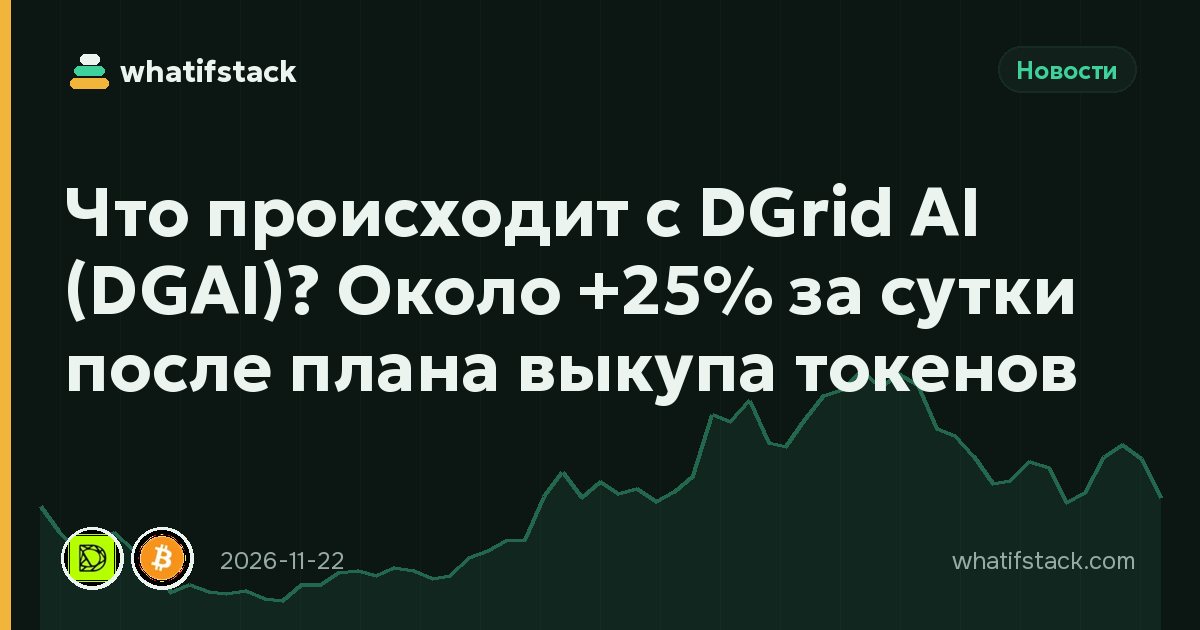 whatifstack
Новости
Что происходит с DGrid AI
(DGAI)? Около +25% за сутки
после плана выкупа токенов
2026-11-22
whatifstack.com